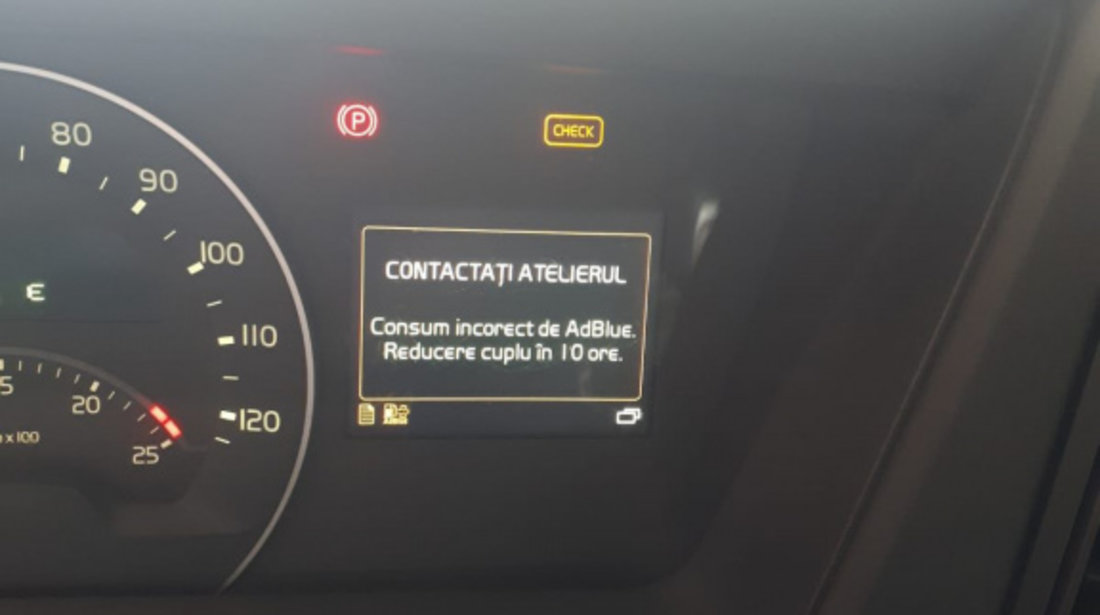 80
90
100
110
120
ε
5
20
25
x100
P
CHECK
CONTACTAȚI ATELIERUL
Consum incorect de AdBlue.
Reducere cuplu în 10 ore.